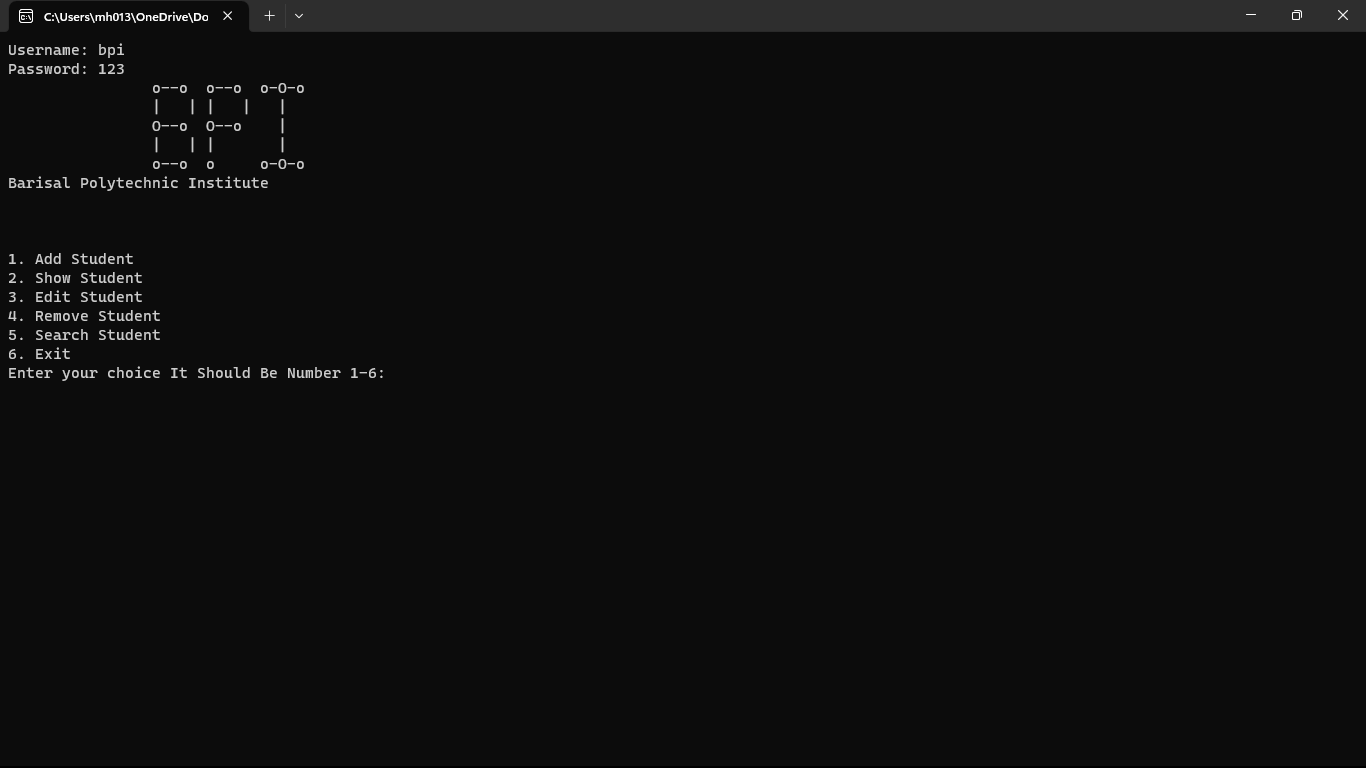 C:\Users\mh013\OneDrive\Do
Username: bpi
Password: 123
                o--o  o--o  o-O-o
                |   | |   |   |
                O--o  O--o    |
                |   | |       |
                o--o  o     o-O-o
Barisal Polytechnic Institute
1. Add Student
2. Show Student
3. Edit Student
4. Remove Student
5. Search Student
6. Exit
Enter your choice It Should Be Number 1-6: